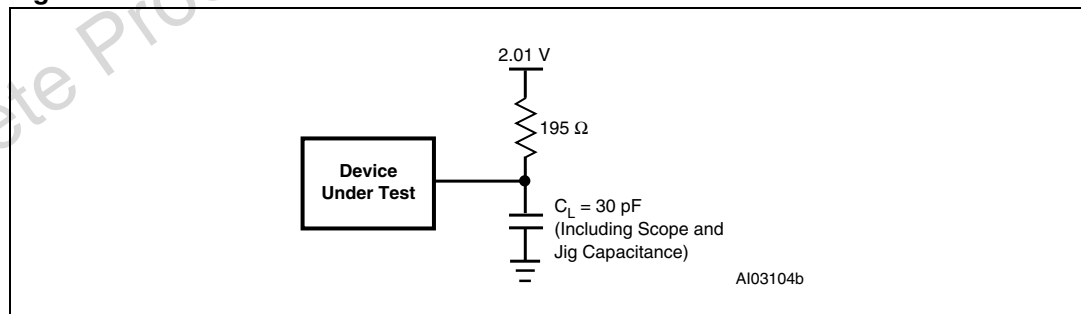 2.01 V
195 Ω
Device
Under Test
C_L = 30 pF
(Including Scope and
Jig Capacitance)
AI03104b